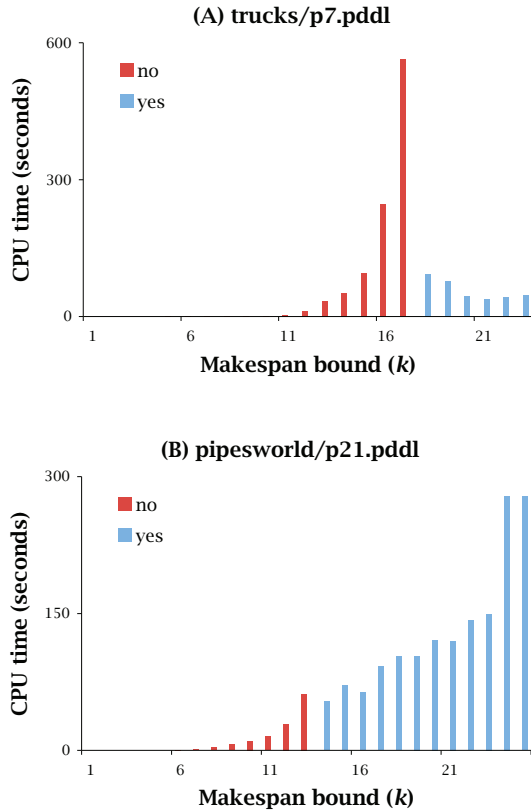 (A) trucks/p7.pddl
CPU time (seconds)
600
300
0
no
yes
1 6 11 16 21
Makespan bound (k)
(B) pipesworld/p21.pddl
CPU time (seconds)
300
150
0
no
yes
1 6 11 16 21
Makespan bound (k)